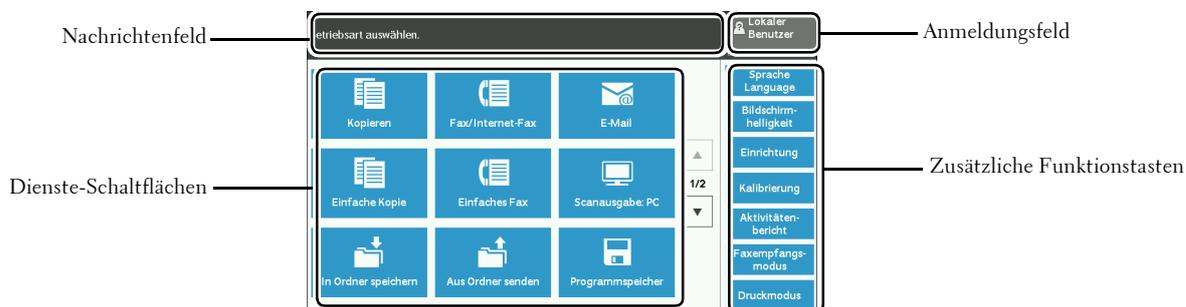 Nachrichtenfeld
etriebsart auswählen.
Lokaler
Benutzer
Anmeldungsfeld
Kopieren
Fax/Internet-Fax
E-Mail
Einfache Kopie
Einfaches Fax
Scanausgabe: PC
In Ordner speichern
Aus Ordner senden
Programmspeicher
Dienste-Schaltflächen
1/2
Sprache
Language
Bildschirm-
helligkeit
Einrichtung
Kalibrierung
Aktivitäten-
bericht
Faxempfangs-
modus
Druckmodus
Zusätzliche Funktionstasten